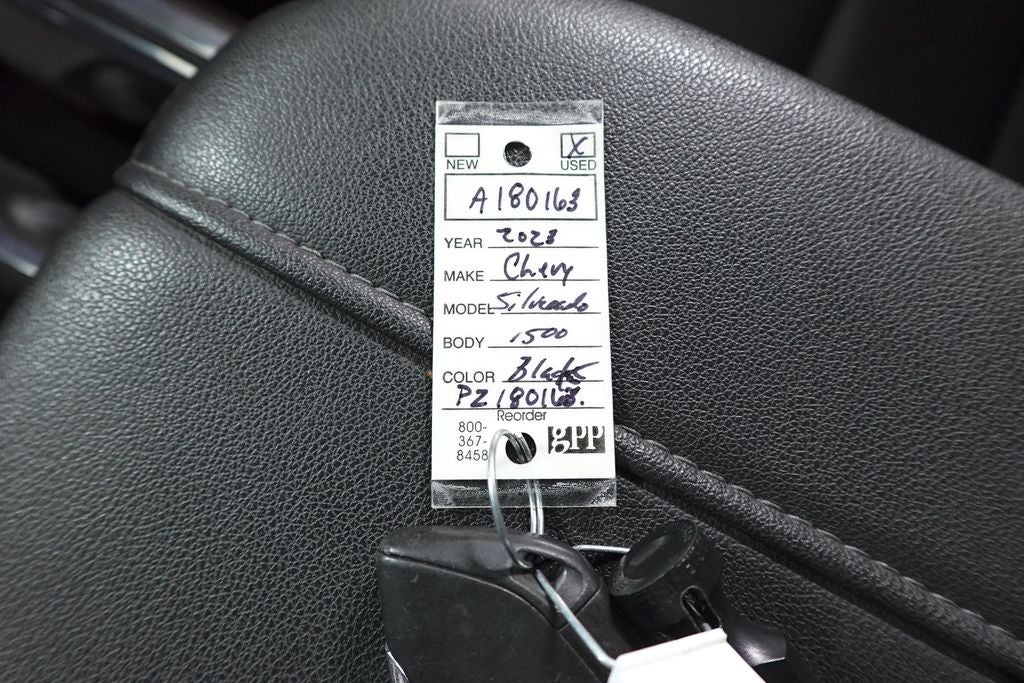 X
NEW USED
A180163
YEAR 2023
MAKE Chevy
MODEL Silverado
BODY 1500
COLOR Black
PZ180163.
Reorder
800-
367-
8458
gpp